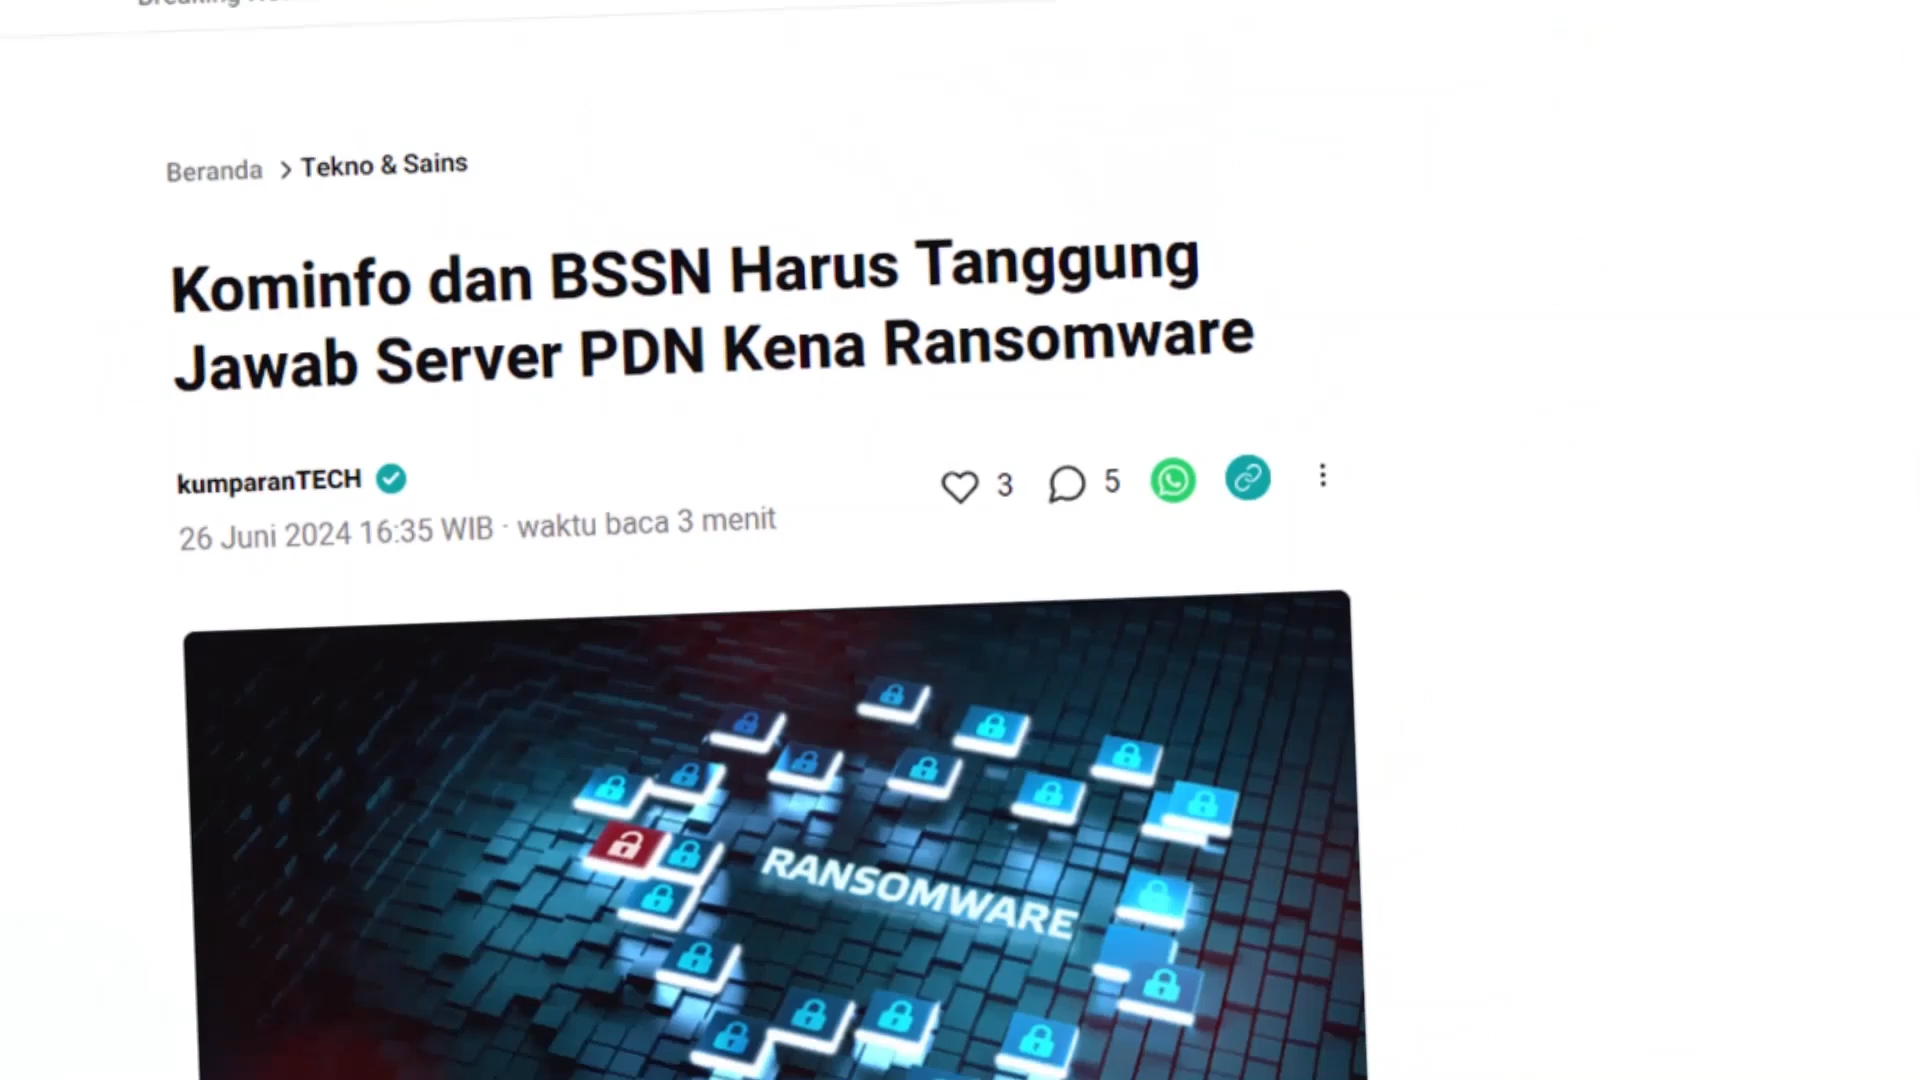 Beranda > Tekno & Sains
Kominfo dan BSSN Harus Tanggung
Jawab Server PDN Kena Ransomware
kumparanTECH
3 5
26 Juni 2024 16:35 WIB · waktu baca 3 menit
RANSOMWARE